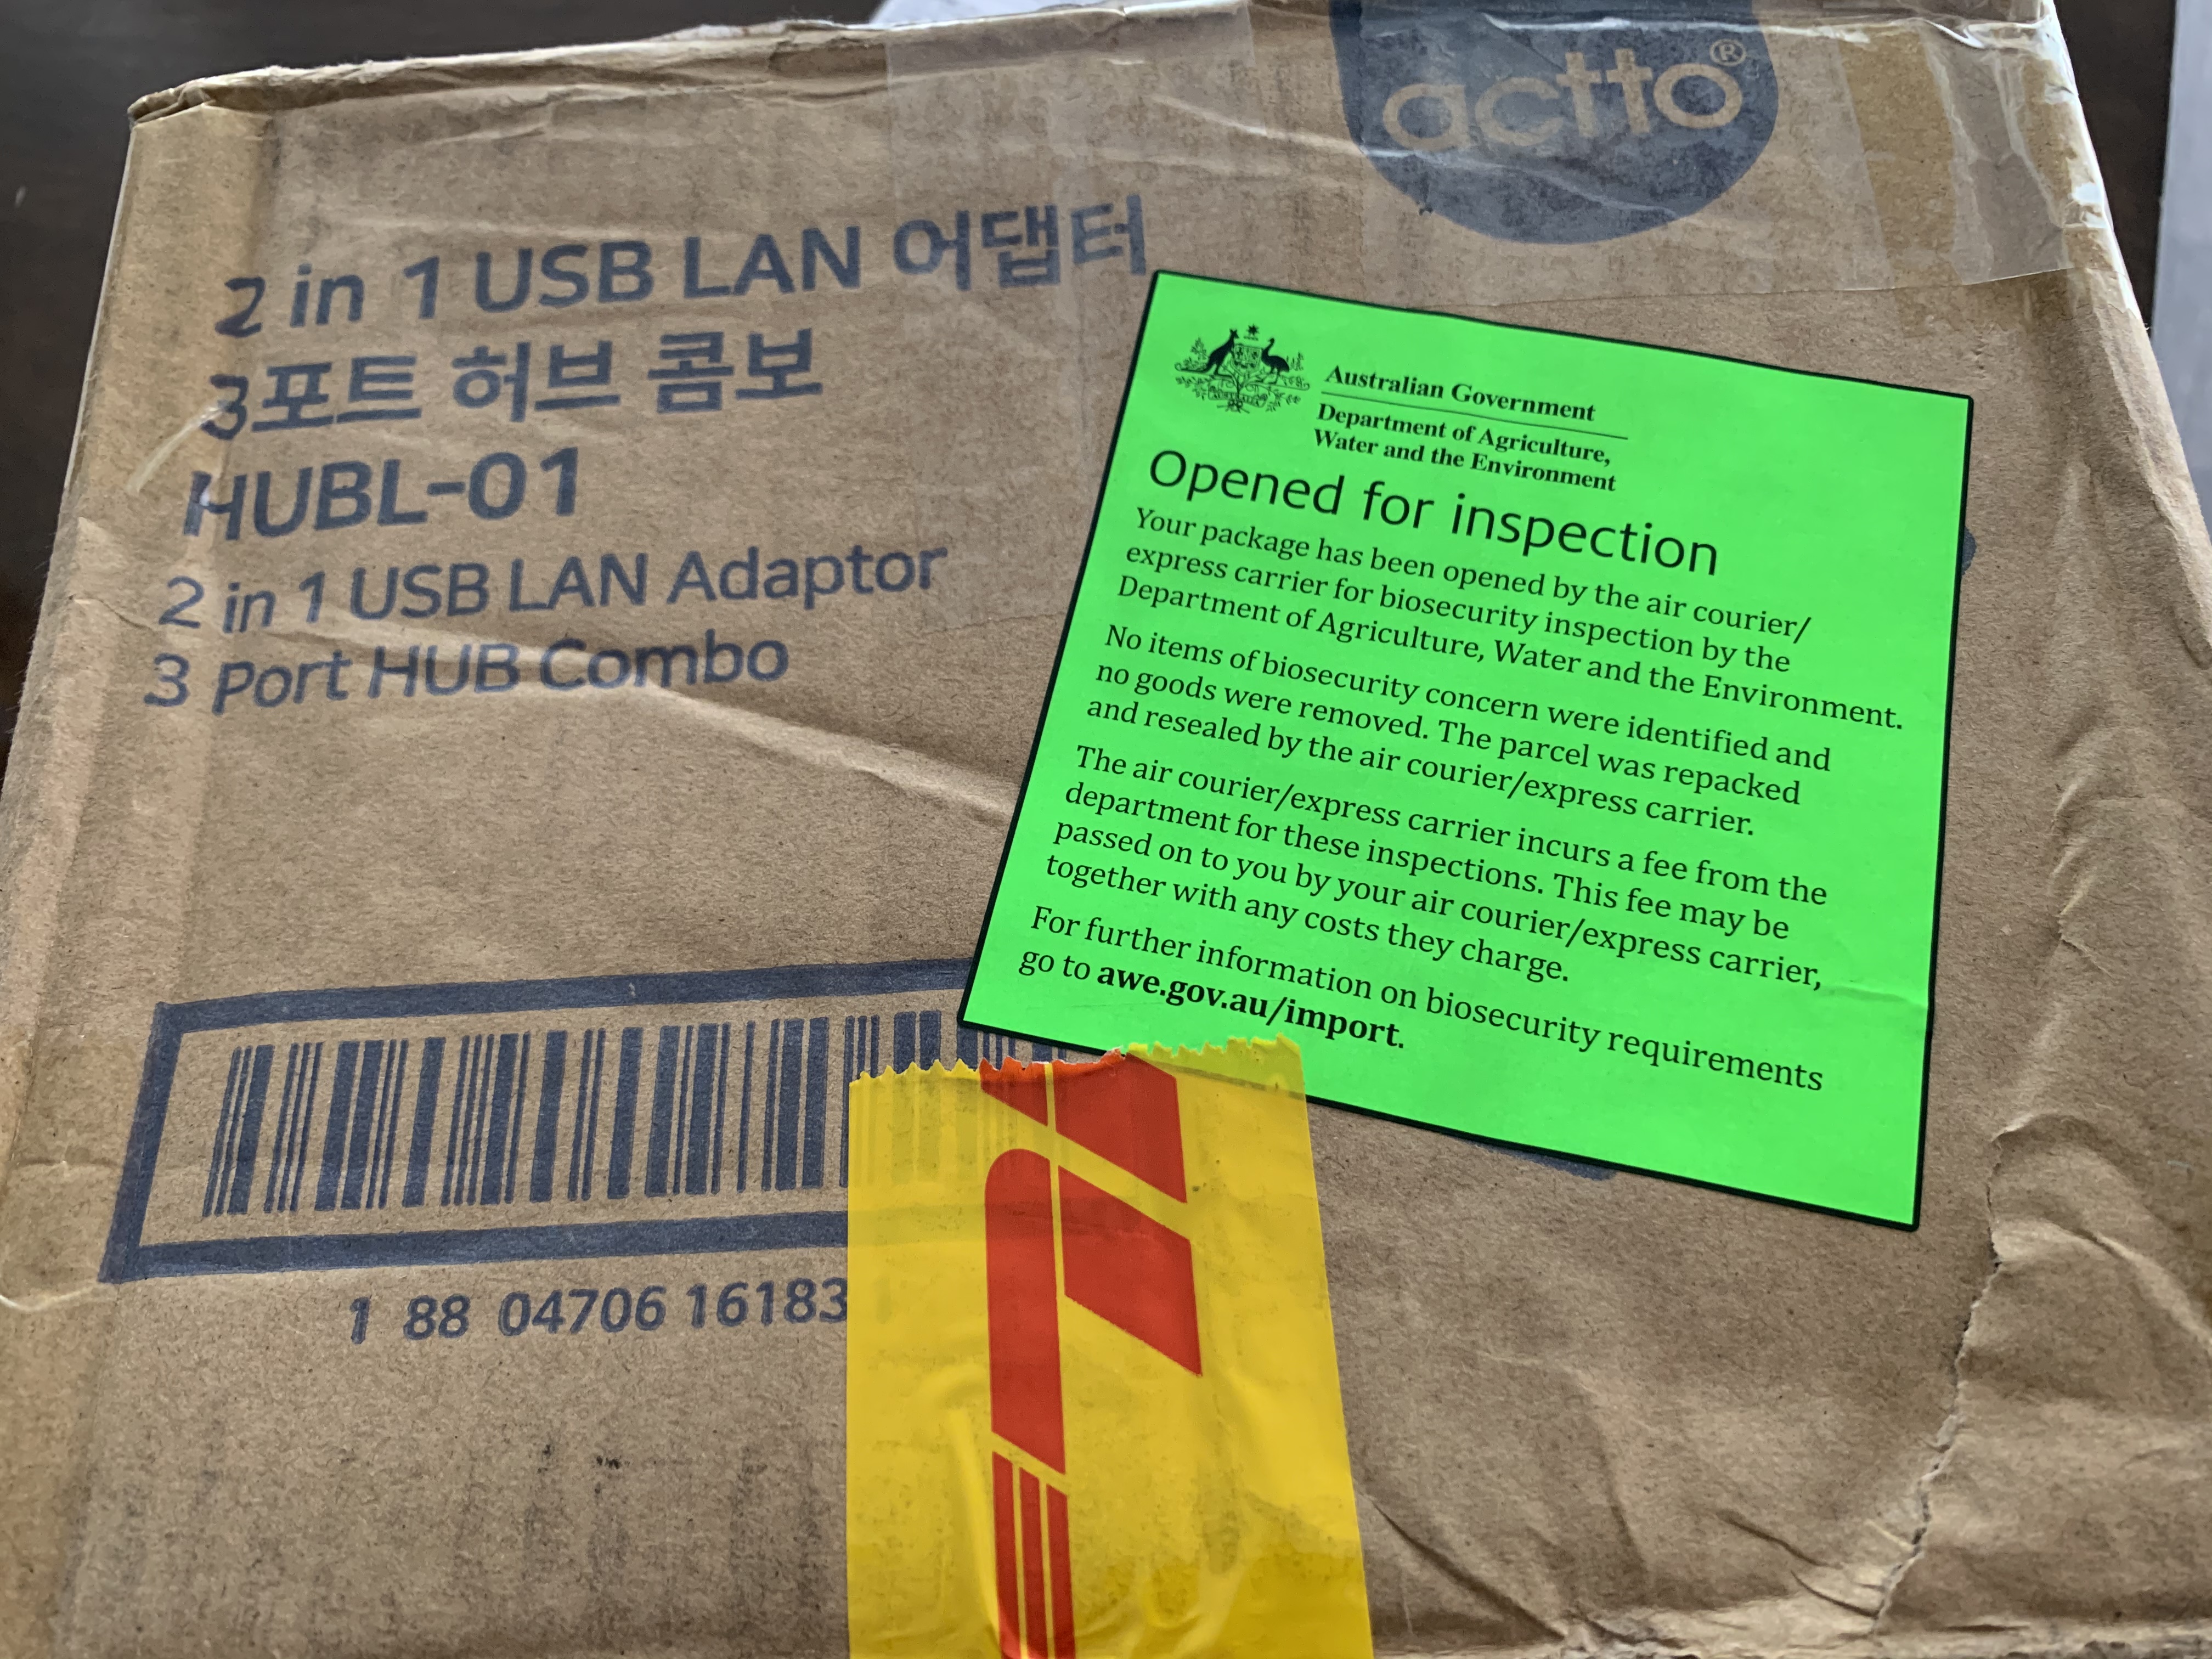 actto®
2 in 1 USB LAN 어댑터
3포트 허브 콤보
HUBL-01
2 in 1 USB LAN Adaptor
3 Port HUB Combo
Australian Government
Department of Agriculture,
Water and the Environment
Opened for inspection
Your package has been opened by the air courier/
express carrier for biosecurity inspection by the
Department of Agriculture, Water and the Environment.
No items of biosecurity concern were identified and
no goods were removed. The parcel was repacked
and resealed by the air courier/express carrier.
The air courier/express carrier incurs a fee from the
department for these inspections. This fee may be
passed on to you by your air courier/express carrier,
together with any costs they charge.
For further information on biosecurity requirements
go to awe.gov.au/import.
1 88 04706 16183